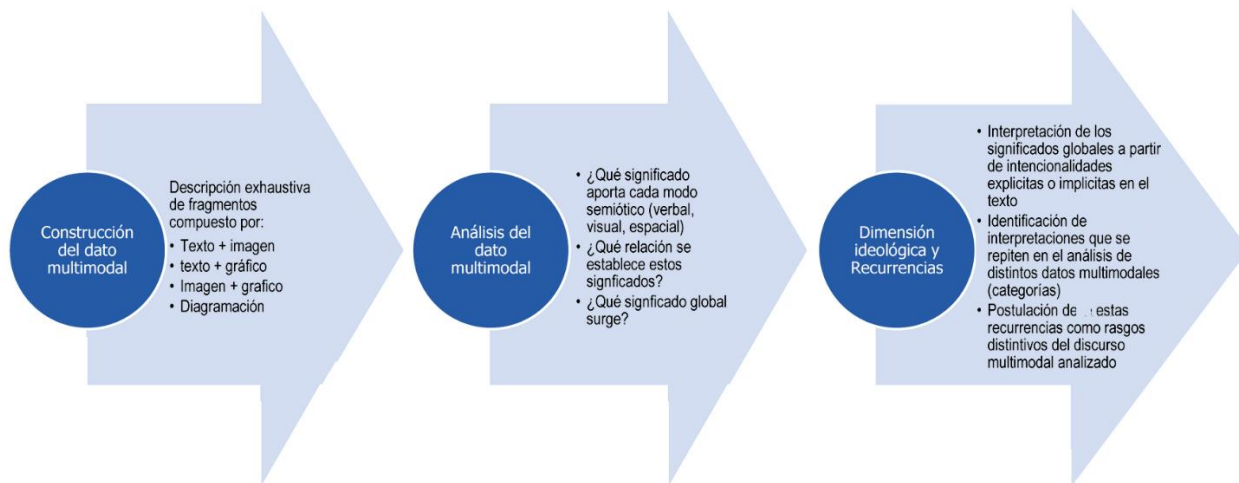 Construcción
del dato
multimodal
Descripción exhaustiva
de fragmentos
compuesto por:
• Texto + imagen
• texto + gráfico
• Imagen + grafico
• Diagramación
Análisis del
dato
multimodal
• ¿Qué significado
aporta cada modo
semiótico (verbal,
visual, espacial)
• ¿Qué relación se
establece estos
signficados?
• ¿Qué signficado global
surge?
Dimensión
ideológica y
Recurrencias
• Interpretación de los
significados globales a partir
de intencionalidades
explicitas o implicitas en el
texto
• Identificación de
interpretaciones que se
repiten en el análisis de
distintos datos multimodales
(categorías)
• Postulación de estas
recurrencias como rasgos
distintivos del discurso
multimodal analizado